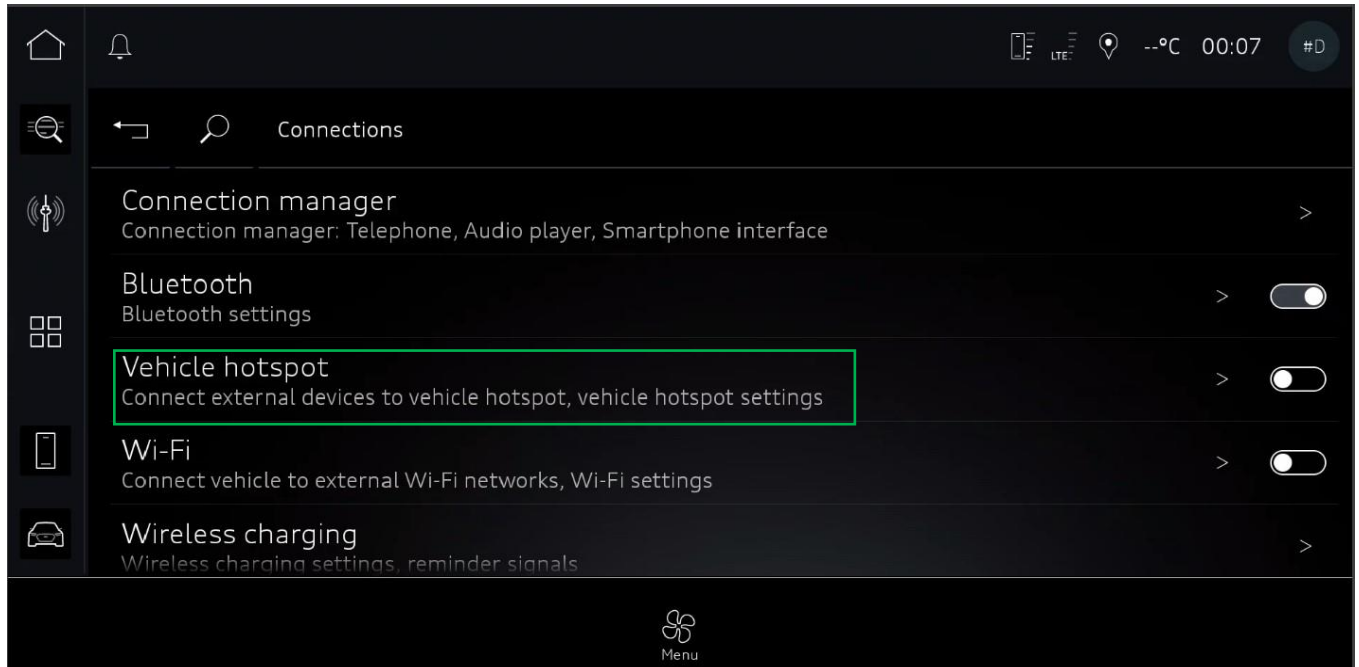 LTE
--°C
00:07
#D
Connections
Connection manager
Connection manager: Telephone, Audio player, Smartphone interface
Bluetooth
Bluetooth settings
Vehicle hotspot
Connect external devices to vehicle hotspot, vehicle hotspot settings
Wi-Fi
Connect vehicle to external Wi-Fi networks, Wi-Fi settings
Wireless charging
Wireless charging settings, reminder signals
Menu